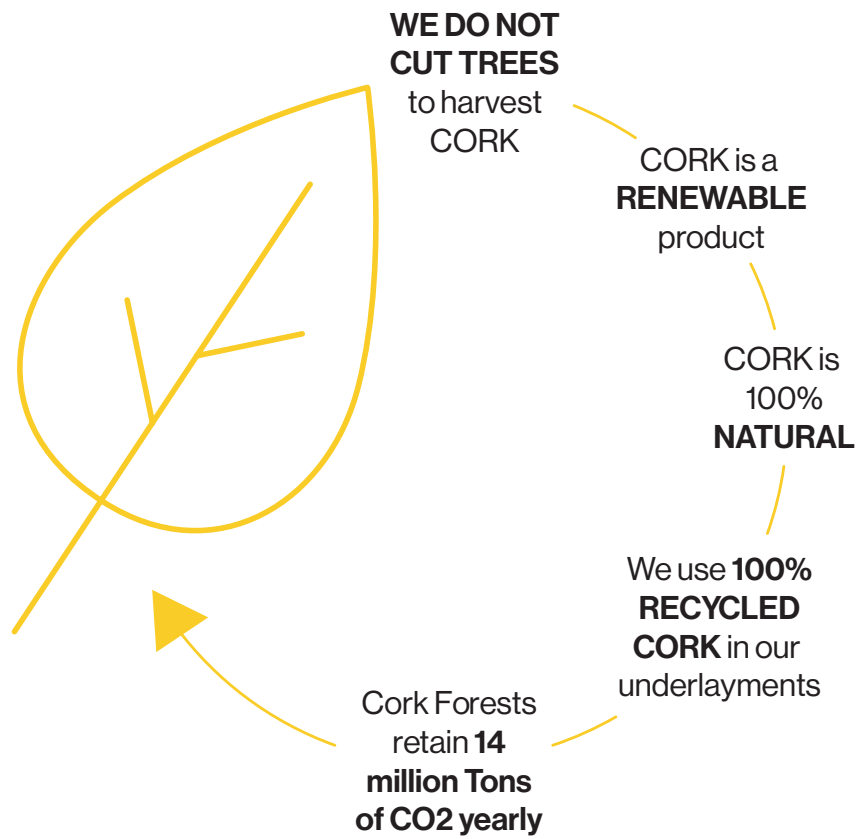 WE DO NOT
CUT TREES
to harvest
CORK
CORK is a
RENEWABLE
product
CORK is
100%
NATURAL
We use 100%
RECYCLED
CORK in our
underlayments
Cork Forests
retain 14
million Tons
of CO2 yearly